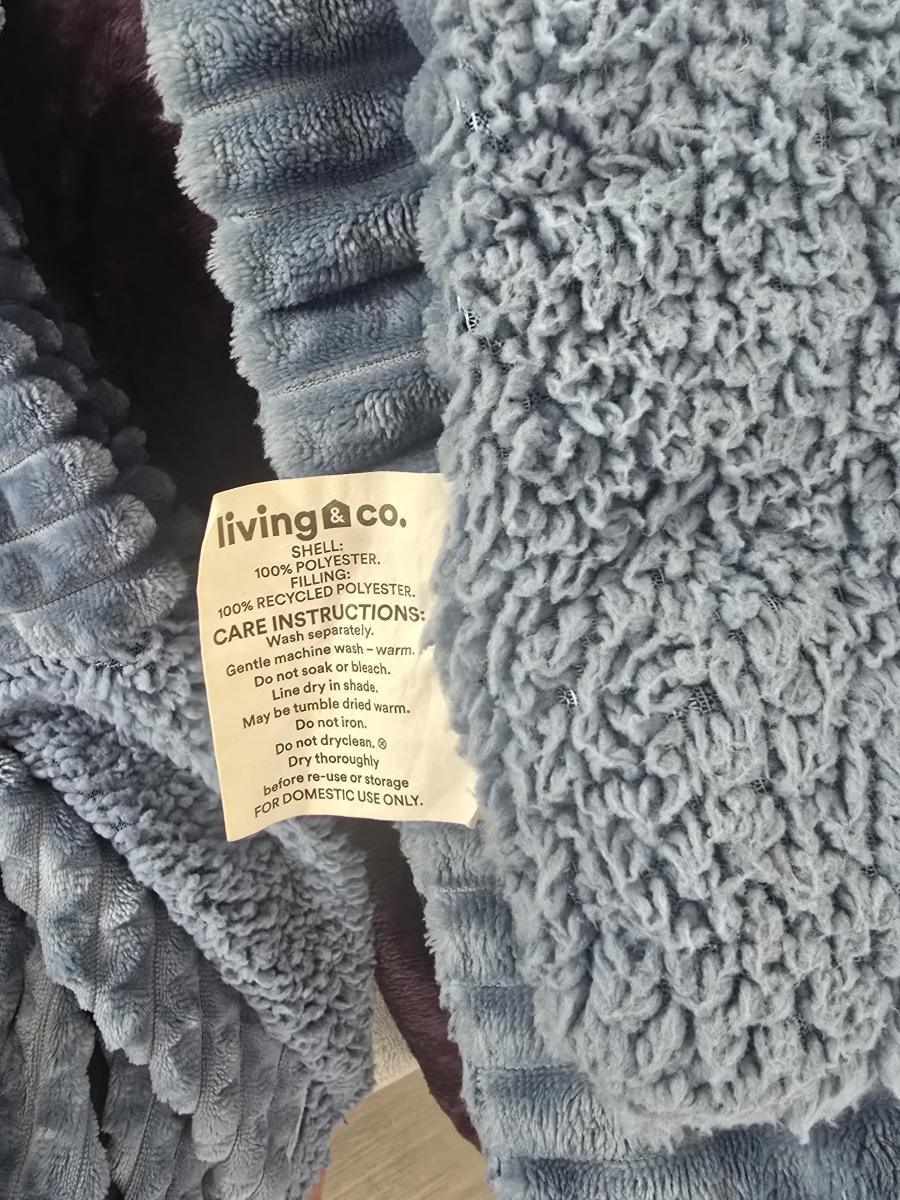 living & co.
SHELL:
100% POLYESTER.
FILLING:
100% RECYCLED POLYESTER.
CARE INSTRUCTIONS:
Wash separately.
Gentle machine wash – warm.
Do not soak or bleach.
Line dry in shade.
May be tumble dried warm.
Do not iron.
Do not dryclean. ⊗
Dry thoroughly
before re-use or storage
FOR DOMESTIC USE ONLY.